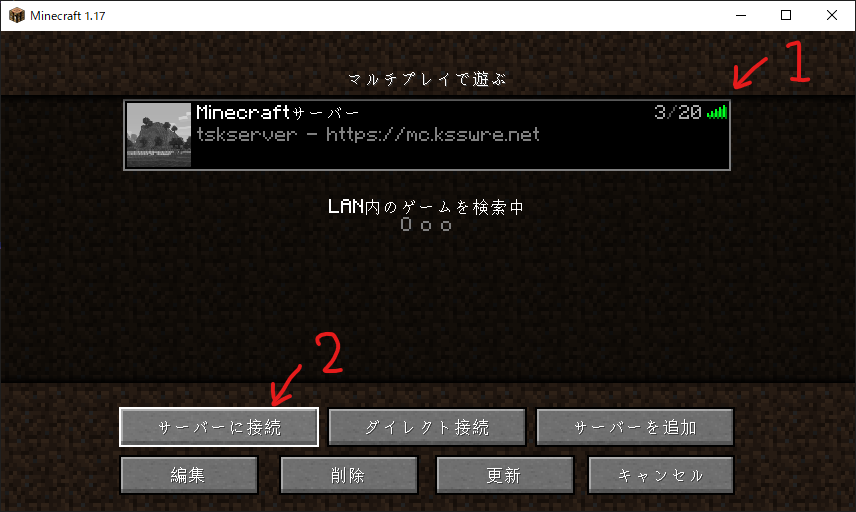 Minecraft 1.17
マルチプレイで遊ぶ
1
Minecraftサーバー 3/20
tskserver - https://mc.ksswre.net
LAN内のゲームを検索中
O o o
2
サーバーに接続 ダイレクト接続 サーバーを追加
編集 削除 更新 キャンセル